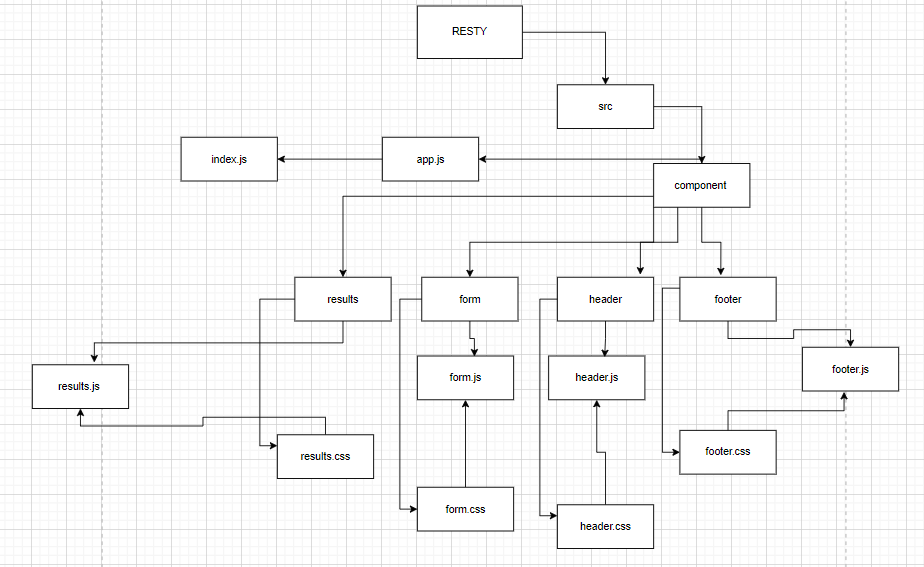 RESTY
src
index.js
app.js
component
results
form
header
footer
results.js
form.js
header.js
footer.js
results.css
footer.css
form.css
header.css